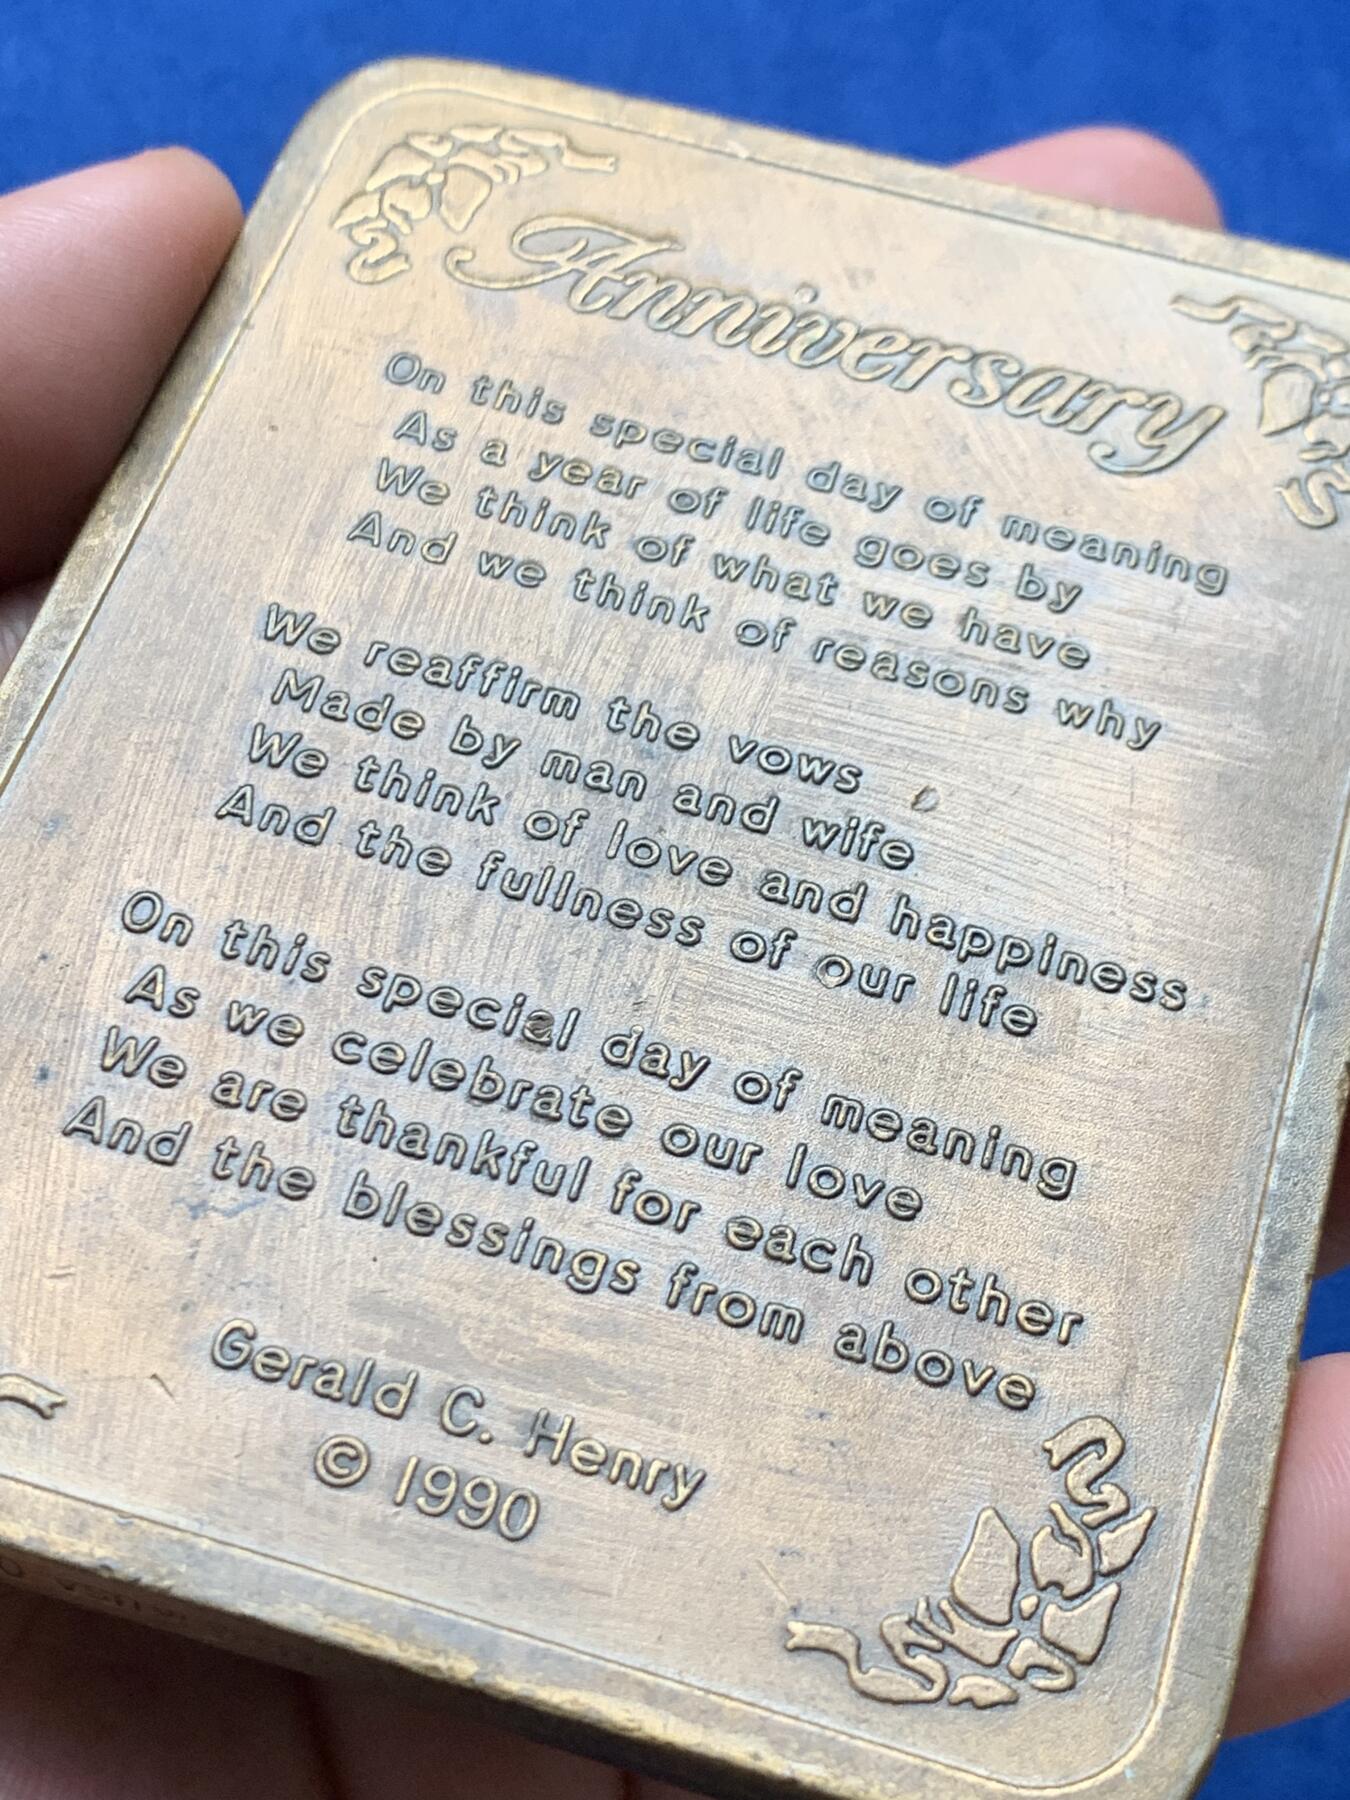 Anniversary
On this special day of meaning
As a year of life goes by
We think of what we have
And we think of reasons why
We reaffirm the vows
Made by man and wife
We think of love and happiness
And the fullness of our life
On this special day of meaning
As we celebrate our love
We are thankful for each other
And the blessings from above
Gerald C. Henry
© 1990